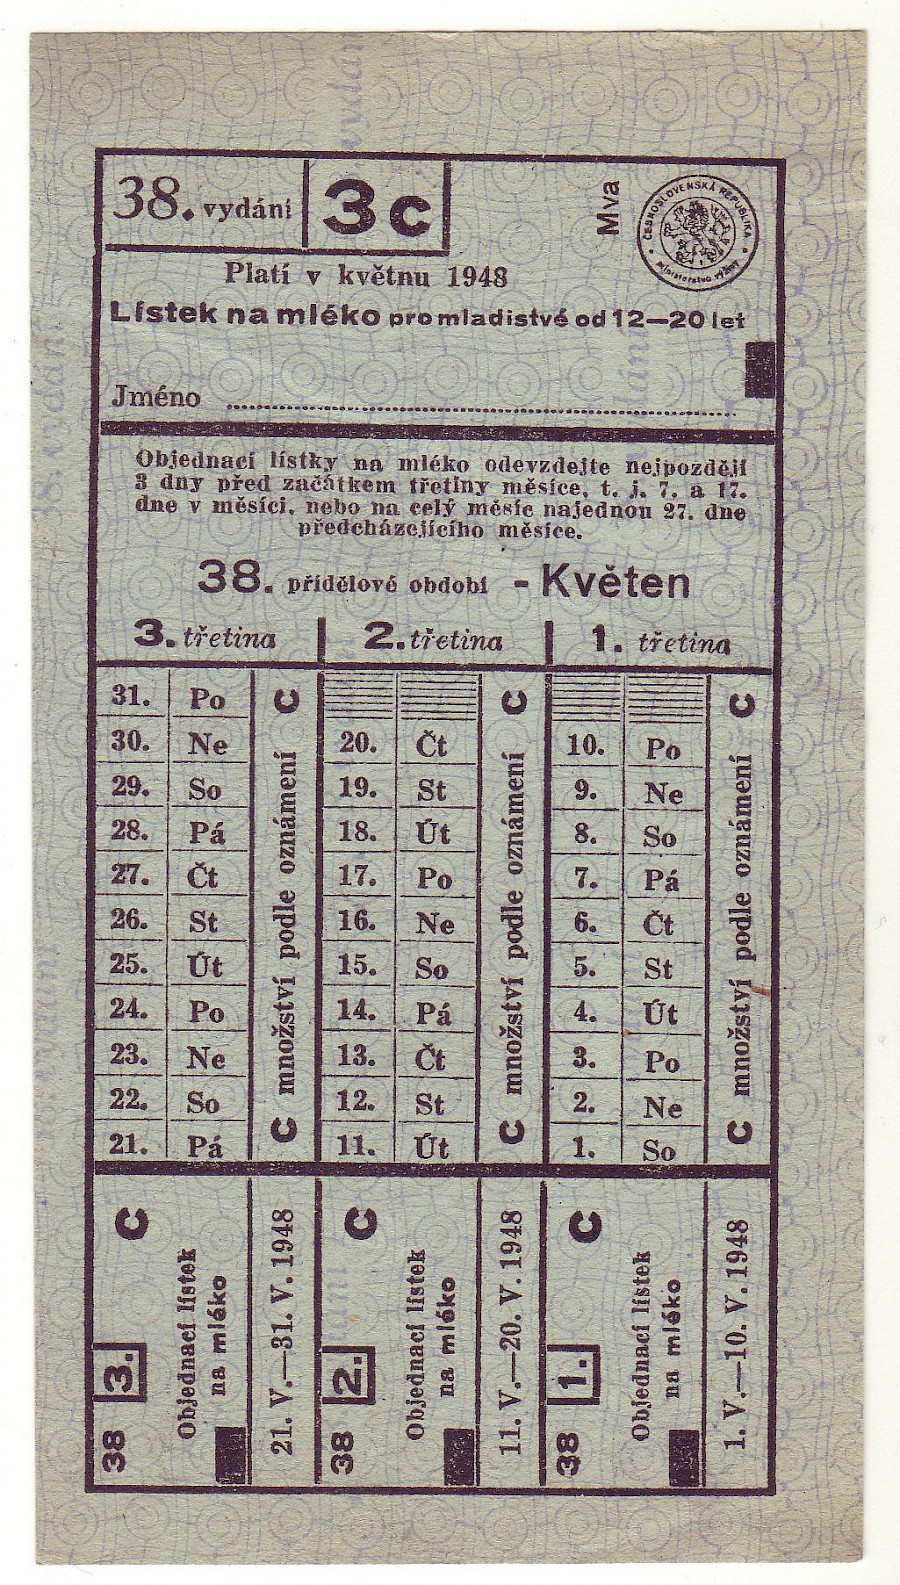 38. vydání
3c
Mva
ČESKOSLOVENSKÁ REPUBLIKA
ministerstvo výživy
Platí v květnu 1948
Lístek na mléko pro mladistvé od 12—20 let
Jméno
Objednací lístky na mléko odevzdejte nejpozději
3 dny před začátkem třetiny měsíce, t. j. 7. a 17.
dne v měsíci, nebo na celý měsíc najednou 27. dne
předcházejícího měsíce.
38. přídělové období - Květen
3. třetina 2. třetina 1. třetina
31. Po
30. Ne 20. Čt 10. Po
29. So 19. St 9. Ne
28. Pá 18. Út 8. So
27. Čt 17. Po 7. Pá
26. St 16. Ne 6. Čt
25. Út 15. So 5. St
24. Po 14. Pá 4. Út
23. Ne 13. Čt 3. Po
22. So 12. St 2. Ne
21. Pá 11. Út 1. So
C množství podle oznámení C
C množství podle oznámení C
C množství podle oznámení C
38 3. C
Objednací lístek
na mléko
21. V.—31. V. 1948
38 2. C
Objednací lístek
na mléko
11. V.—20. V. 1948
38 1. C
Objednací lístek
na mléko
1. V.—10. V. 1948